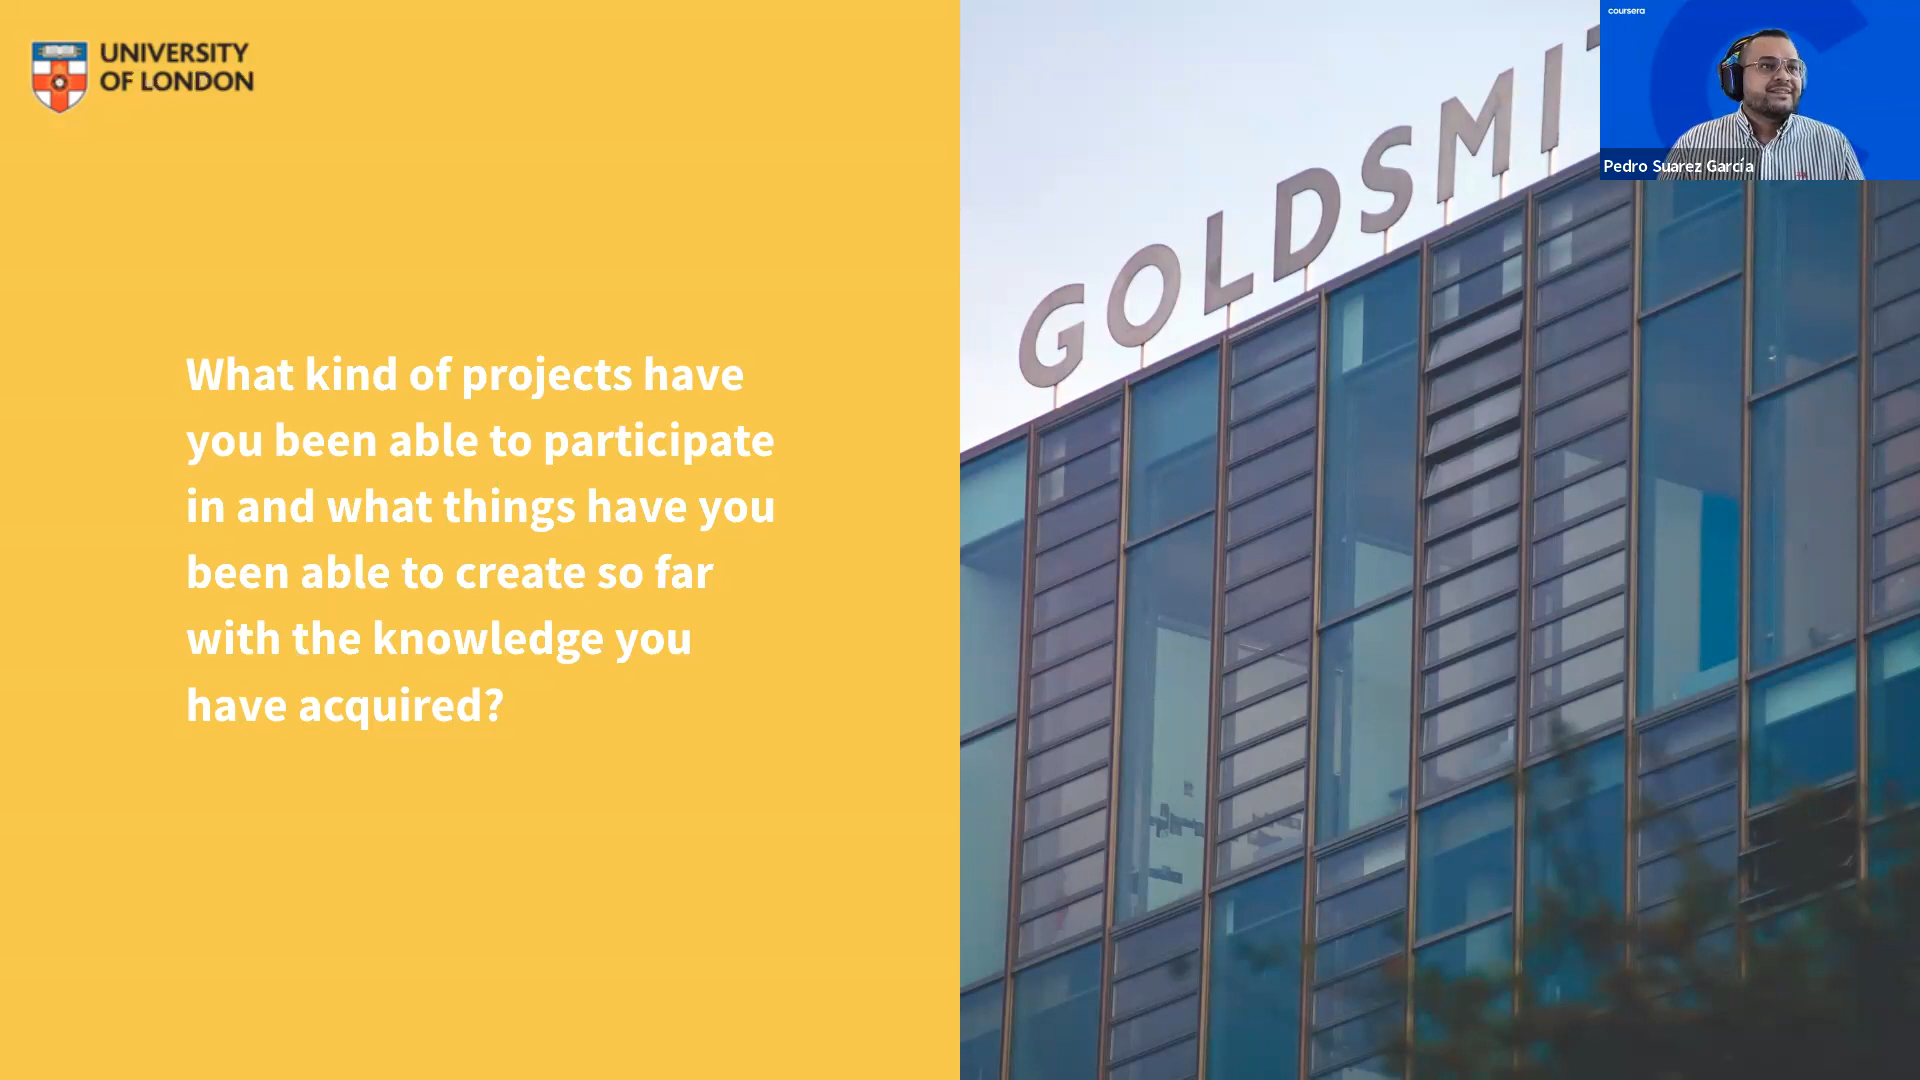 UNIVERSITY
OF LONDON
What kind of projects have
you been able to participate
in and what things have you
been able to create so far
with the knowledge you
have acquired?
GOLDSMI
coursera
Pedro Suarez García